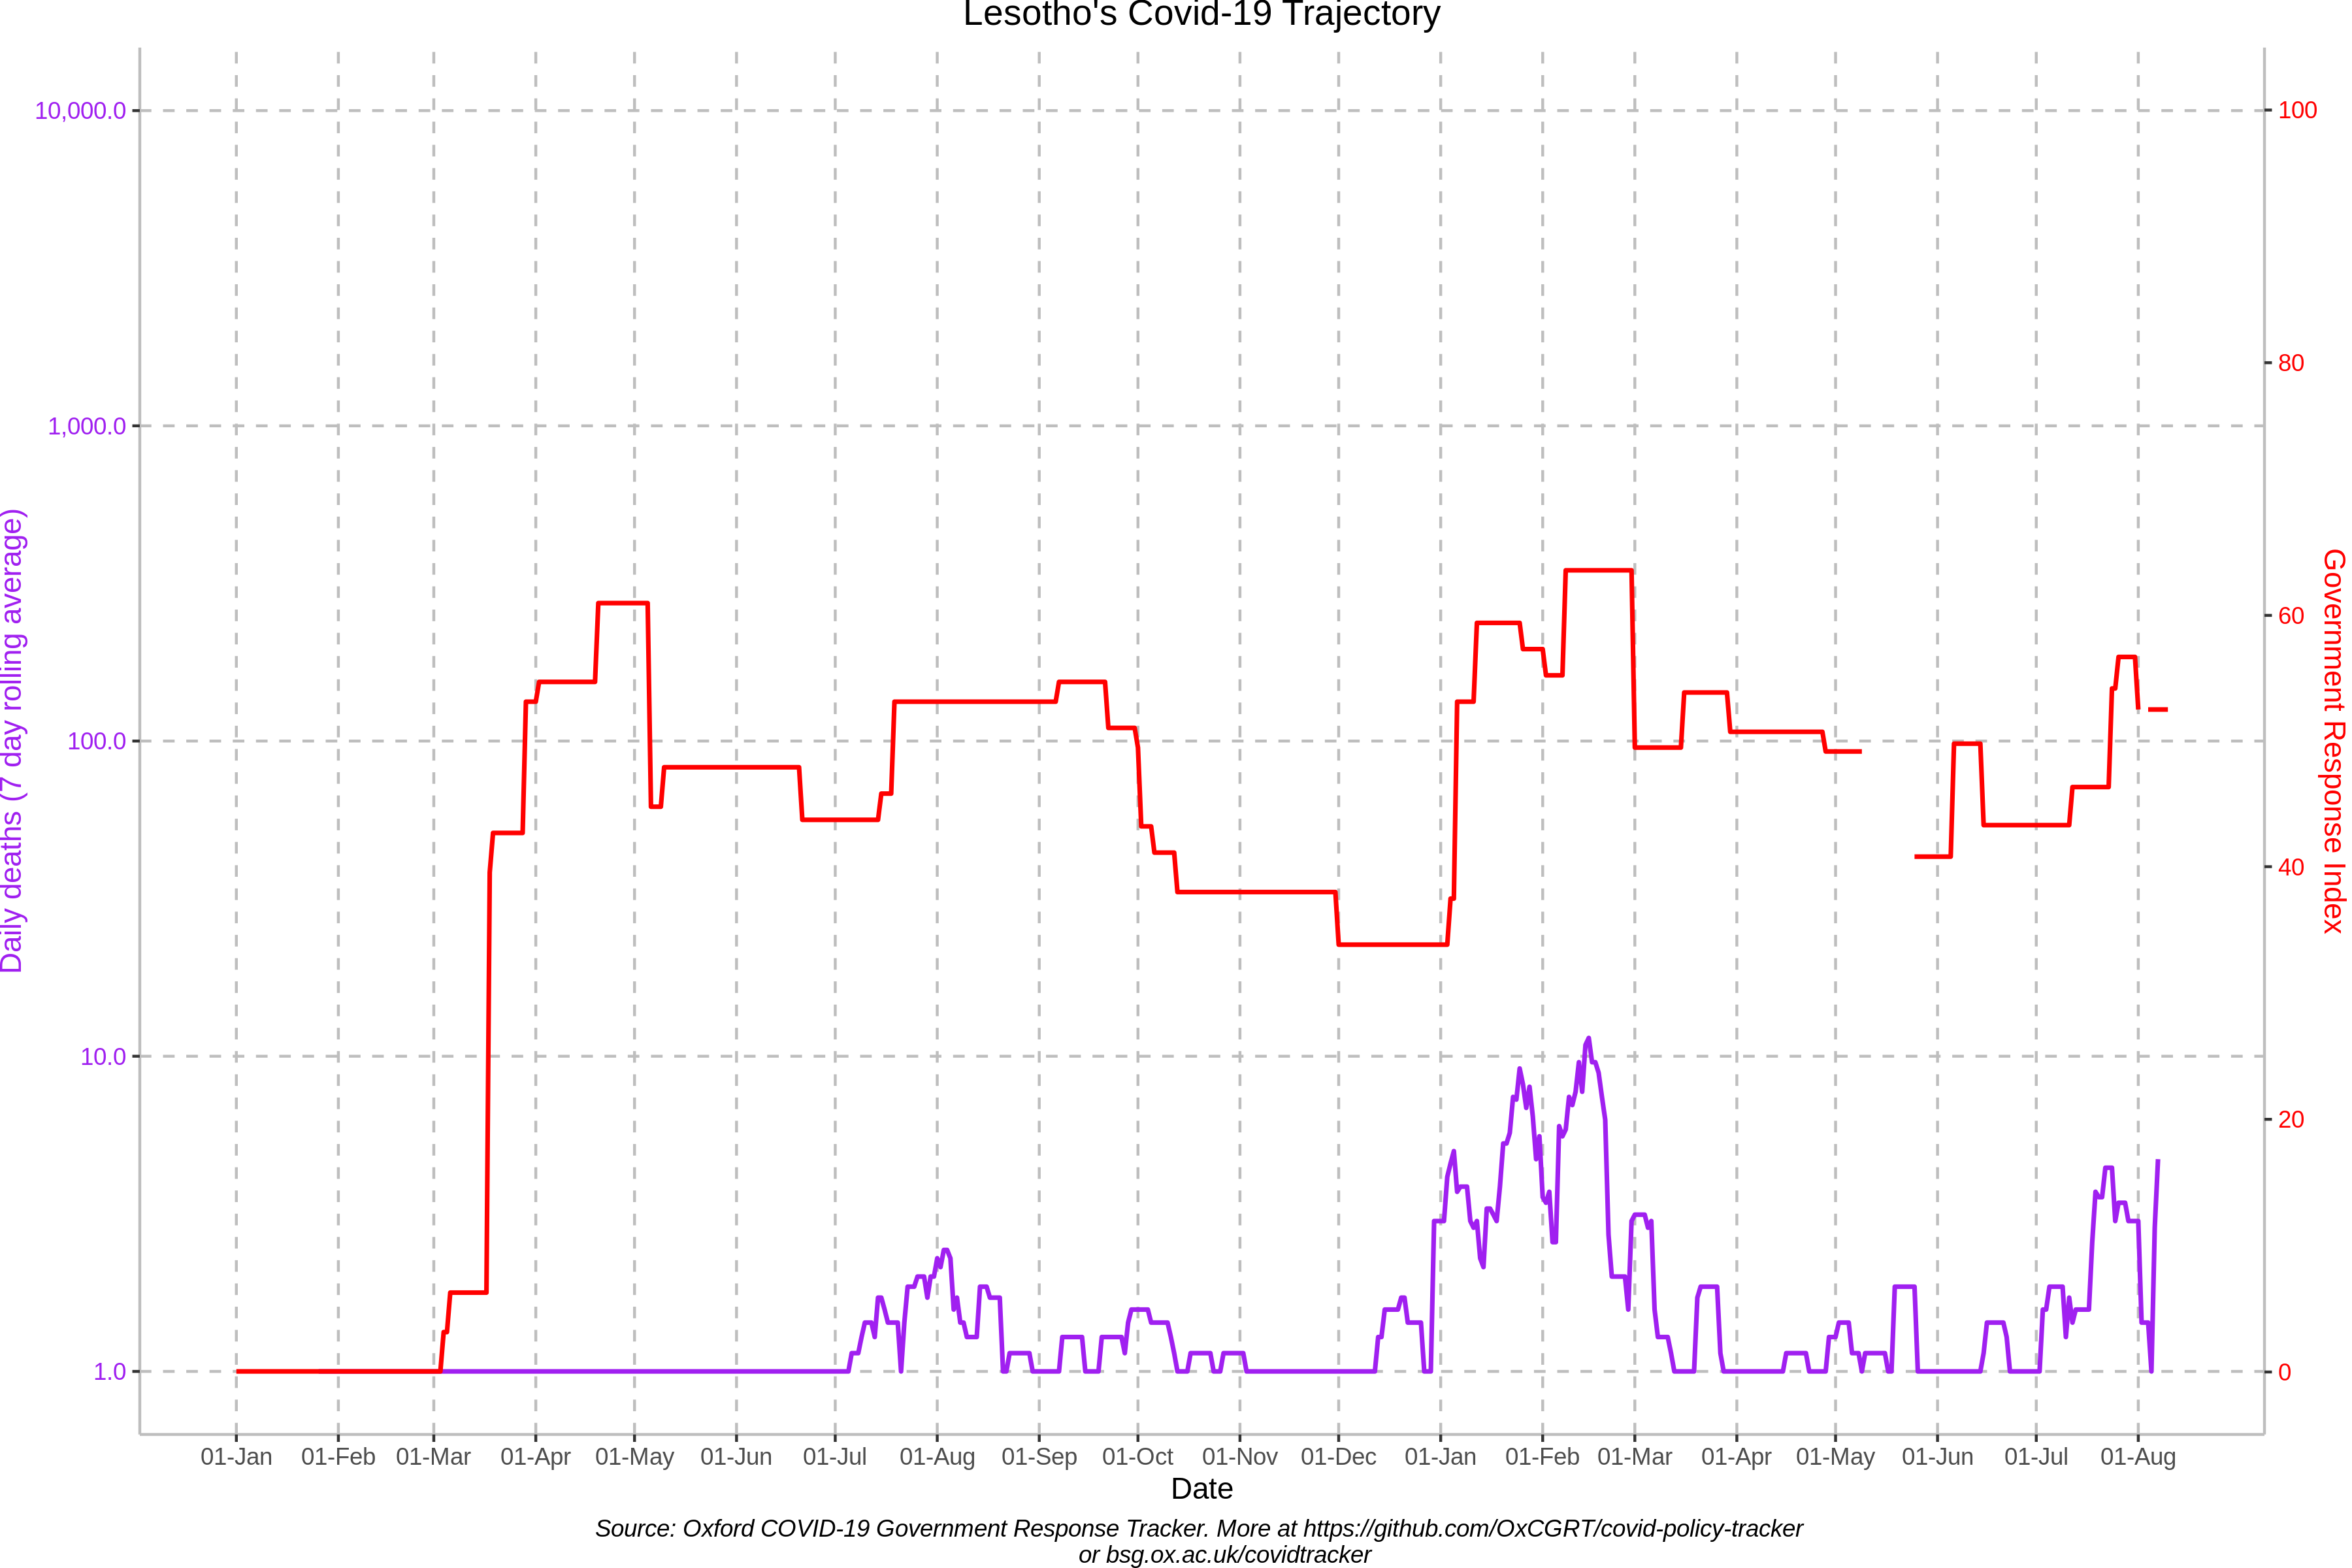 Lesotho's Covid-19 Trajectory
10,000.0
1,000.0
100.0
10.0
1.0
Daily deaths (7 day rolling average)
100
80
60
40
20
0
Government Response Index
01-Jan 01-Feb 01-Mar 01-Apr 01-May 01-Jun 01-Jul 01-Aug 01-Sep 01-Oct 01-Nov 01-Dec 01-Jan 01-Feb 01-Mar 01-Apr 01-May 01-Jun 01-Jul 01-Aug
Date
Source: Oxford COVID-19 Government Response Tracker. More at https://github.com/OxCGRT/covid-policy-tracker
or bsg.ox.ac.uk/covidtracker